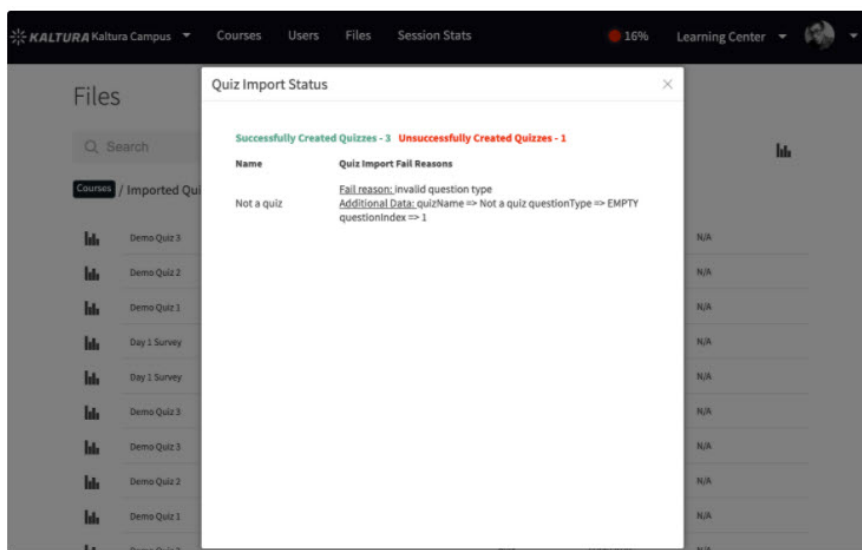 KALTURA Kaltura Campus Courses Users Files Session Stats 16% Learning Center
Files
Search
Courses / Imported Qui
Quiz Import Status
Successfully Created Quizzes - 3 Unsuccessfully Created Quizzes - 1
Name Quiz Import Fail Reasons
Not a quiz
Fail reason: invalid question type
Additional Data: quizName => Not a quiz questionType => EMPTY
questionIndex => 1
Demo Quiz 3 N/A
Demo Quiz 2 N/A
Demo Quiz 1 N/A
Day 1 Survey N/A
Day 1 Survey N/A
Demo Quiz 3 N/A
Demo Quiz 3 N/A
Demo Quiz 2 N/A
Demo Quiz 1 N/A